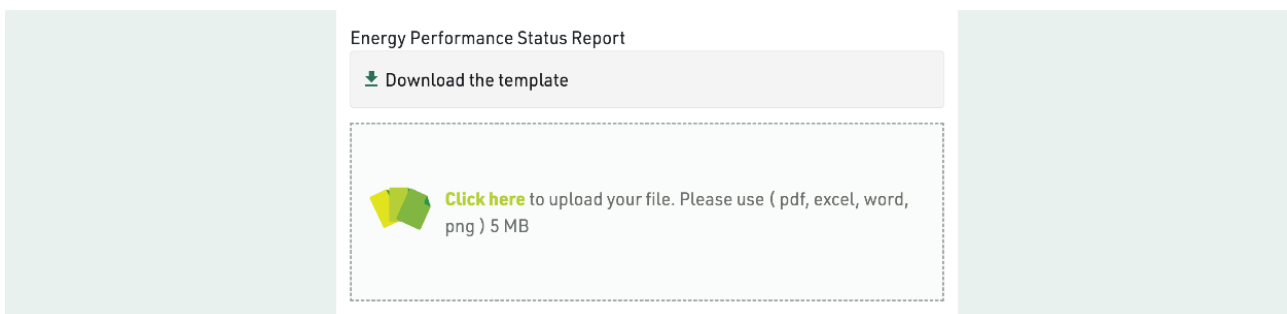 Energy Performance Status Report
Download the template
Click here to upload your file. Please use ( pdf, excel, word,
png ) 5 MB